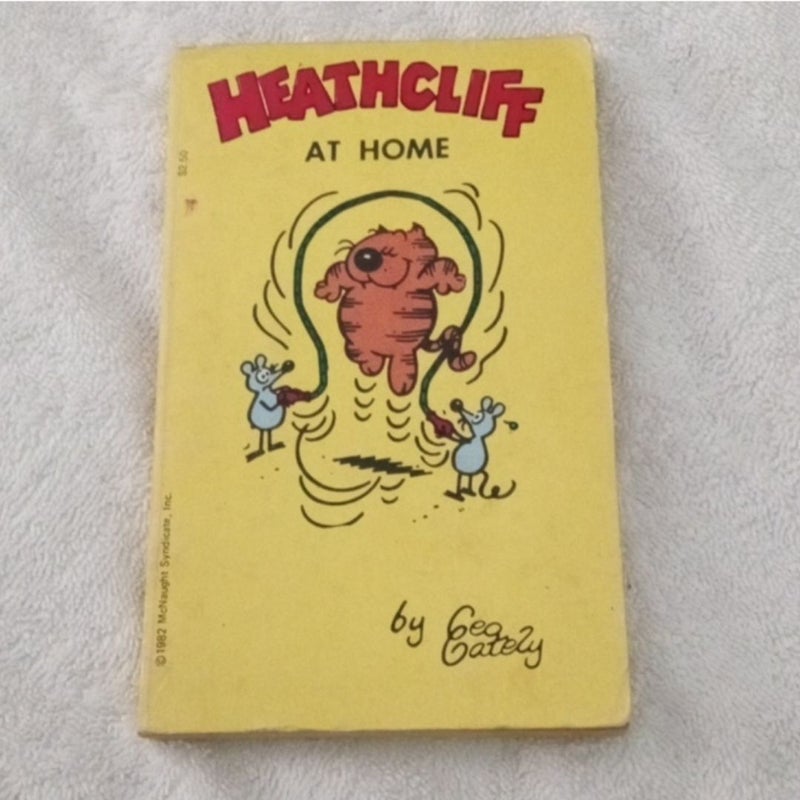 HEATHCLIFF
AT HOME
$2.50
©1982 McNaught Syndicate, Inc.
by Geo
Gately